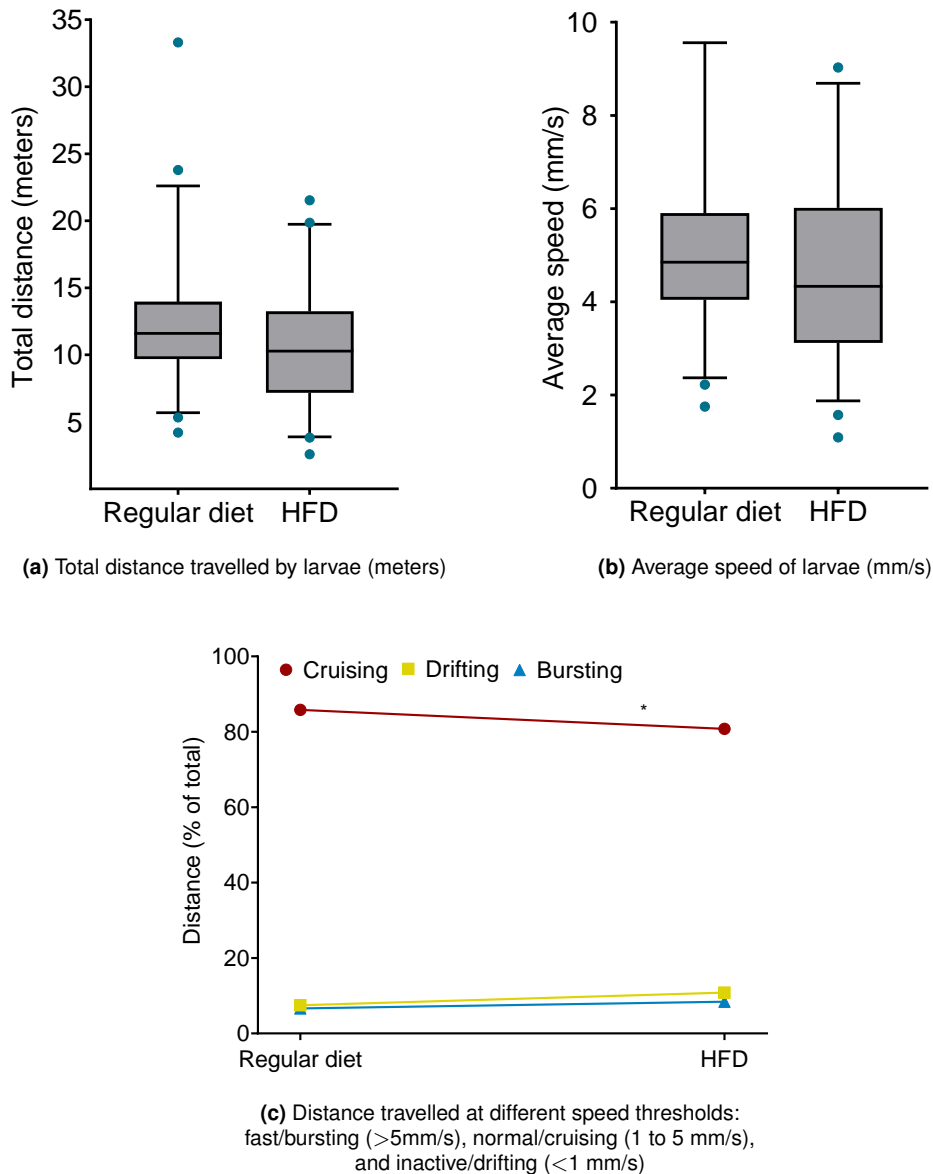 35
30
25
20
15
10
5
Total distance (meters)
Regular diet HFD
(a) Total distance travelled by larvae (meters)
10
8
6
4
2
0
Average speed (mm/s)
Regular diet HFD
(b) Average speed of larvae (mm/s)
100
80
60
40
20
0
Distance (% of total)
Cruising Drifting Bursting
*
Regular diet HFD
(c) Distance travelled at different speed thresholds:
fast/bursting (>5mm/s), normal/cruising (1 to 5 mm/s),
and inactive/drifting (<1 mm/s)